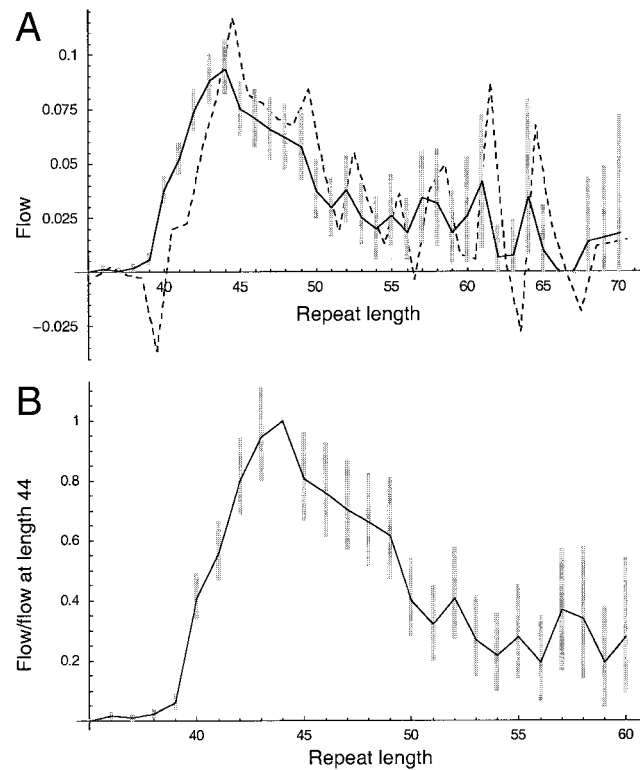 A
0.1
0.075
0.05
0.025
-0.025
Flow
40 45 50 55 60 65 70
Repeat length
B
1
0.8
0.6
0.4
0.2
Flow/flow at length 44
40 45 50 55 60
Repeat length